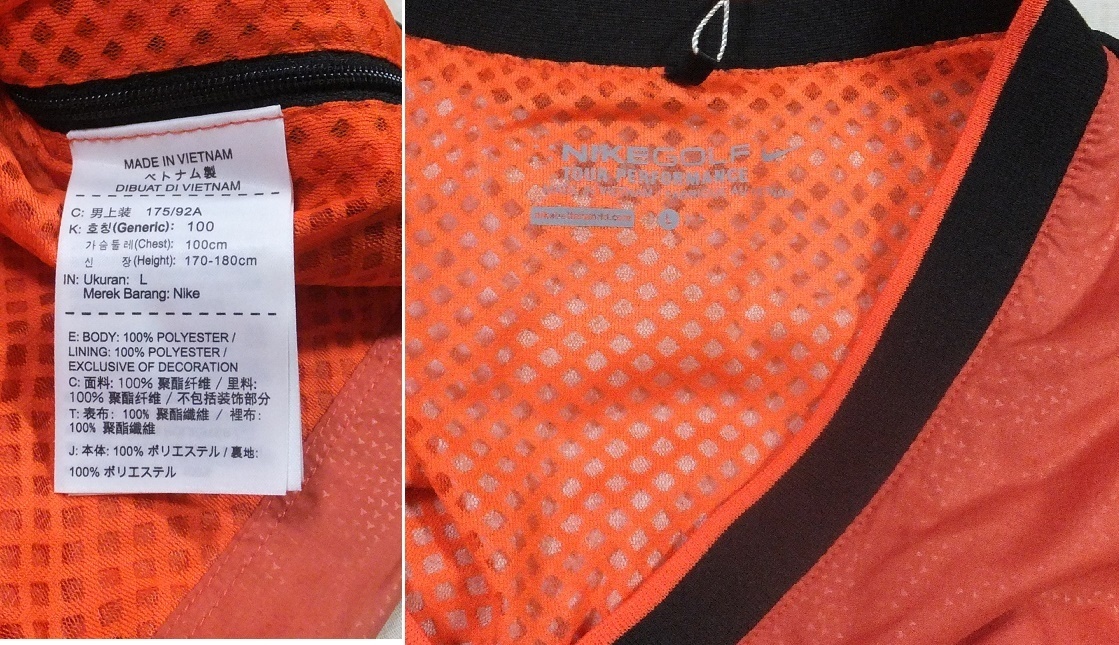 MADE IN VIETNAM
ベトナム製
DIBUAT DI VIETNAM
C: 男上装 175/92A
K: 호칭(Generic): 100
가슴둘레(Chest): 100cm
신 장(Height): 170-180cm
IN: Ukuran: L
Merek Barang: Nike
E: BODY: 100% POLYESTER /
LINING: 100% POLYESTER /
EXCLUSIVE OF DECORATION
C: 面料: 100% 聚酯纤维 / 里料:
100% 聚酯纤维 / 不包括装饰部分
T: 表布: 100% 聚酯纖維 / 裡布:
100% 聚酯纖維
J: 本体: 100% ポリエステル / 裏地:
100% ポリエステル
NIKEGOLF
TOUR PERFORMANCE
L